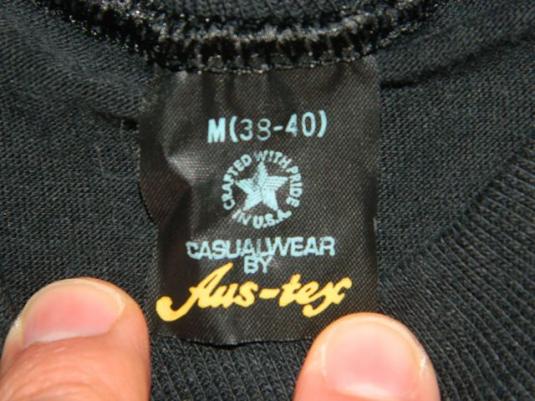 M(38-40)
CRAFTED WITH PRIDE
IN U.S.A.
CASUALWEAR
BY
Aus-tex